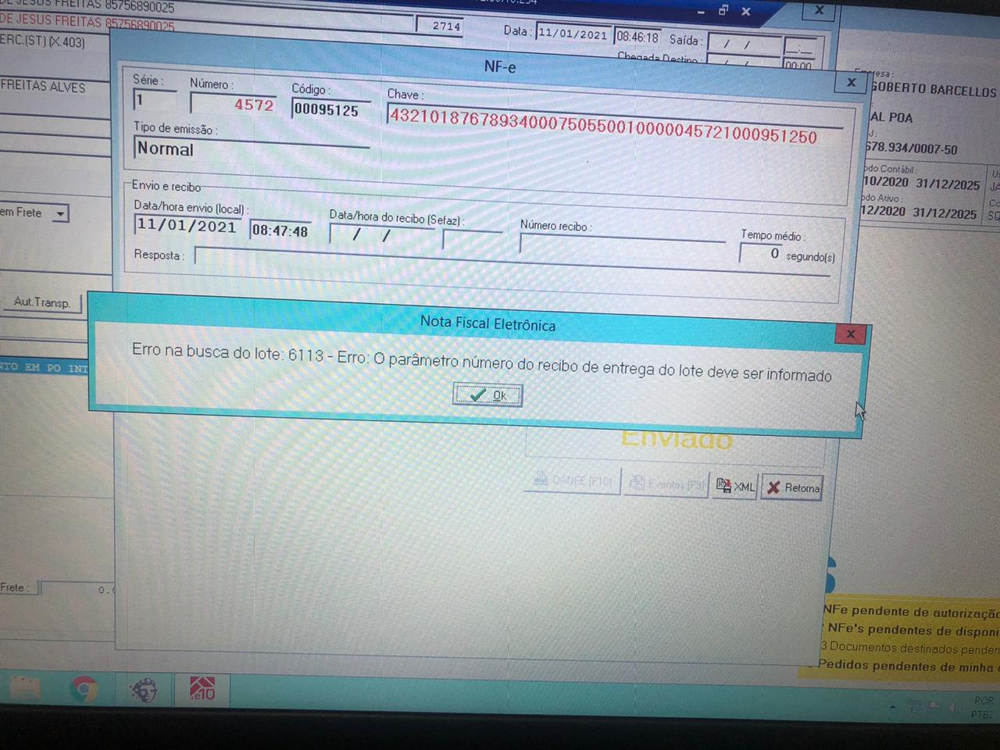 DE JESUS FREITAS 85756890025
DE JESUS FREITAS 85756890025
2714
Data : 11/01/2021 08:46:18 Saída : / / __:__
Chegada Destino : / / 00:00
ERC.(ST) (X.403)
FREITAS ALVES
em Frete
Aut.Transp.
NTO EM PO INT
Frete :
NF-e
Série : Número : Código : Chave :
1 4572 00095125 43210187678934000750550010000045721000951250
Tipo de emissão :
Normal
Envio e recibo
Data/hora envio (local) : Data/hora do recibo (Sefaz) : Número recibo : Tempo médio :
11/01/2021 08:47:48 / / 0 segundo(s)
Resposta :
Nota Fiscal Eletrônica
Erro na busca do lote: 6113 - Erro: O parâmetro número do recibo de entrega do lote deve ser informado
Ok
Enviado
DANFE [F10] Eventos [F9] XML Retorna
Empresa :
GOBERTO BARCELLOS
AL POA
J :
678.934/0007-50
odo Contábil :
10/2020 31/12/2025
odo Ativo :
12/2020 31/12/2025
NFe pendente de autorização
NFe's pendentes de disponi
3 Documentos destinados penden
Pedidos pendentes de minha
e10
POR
PTB2